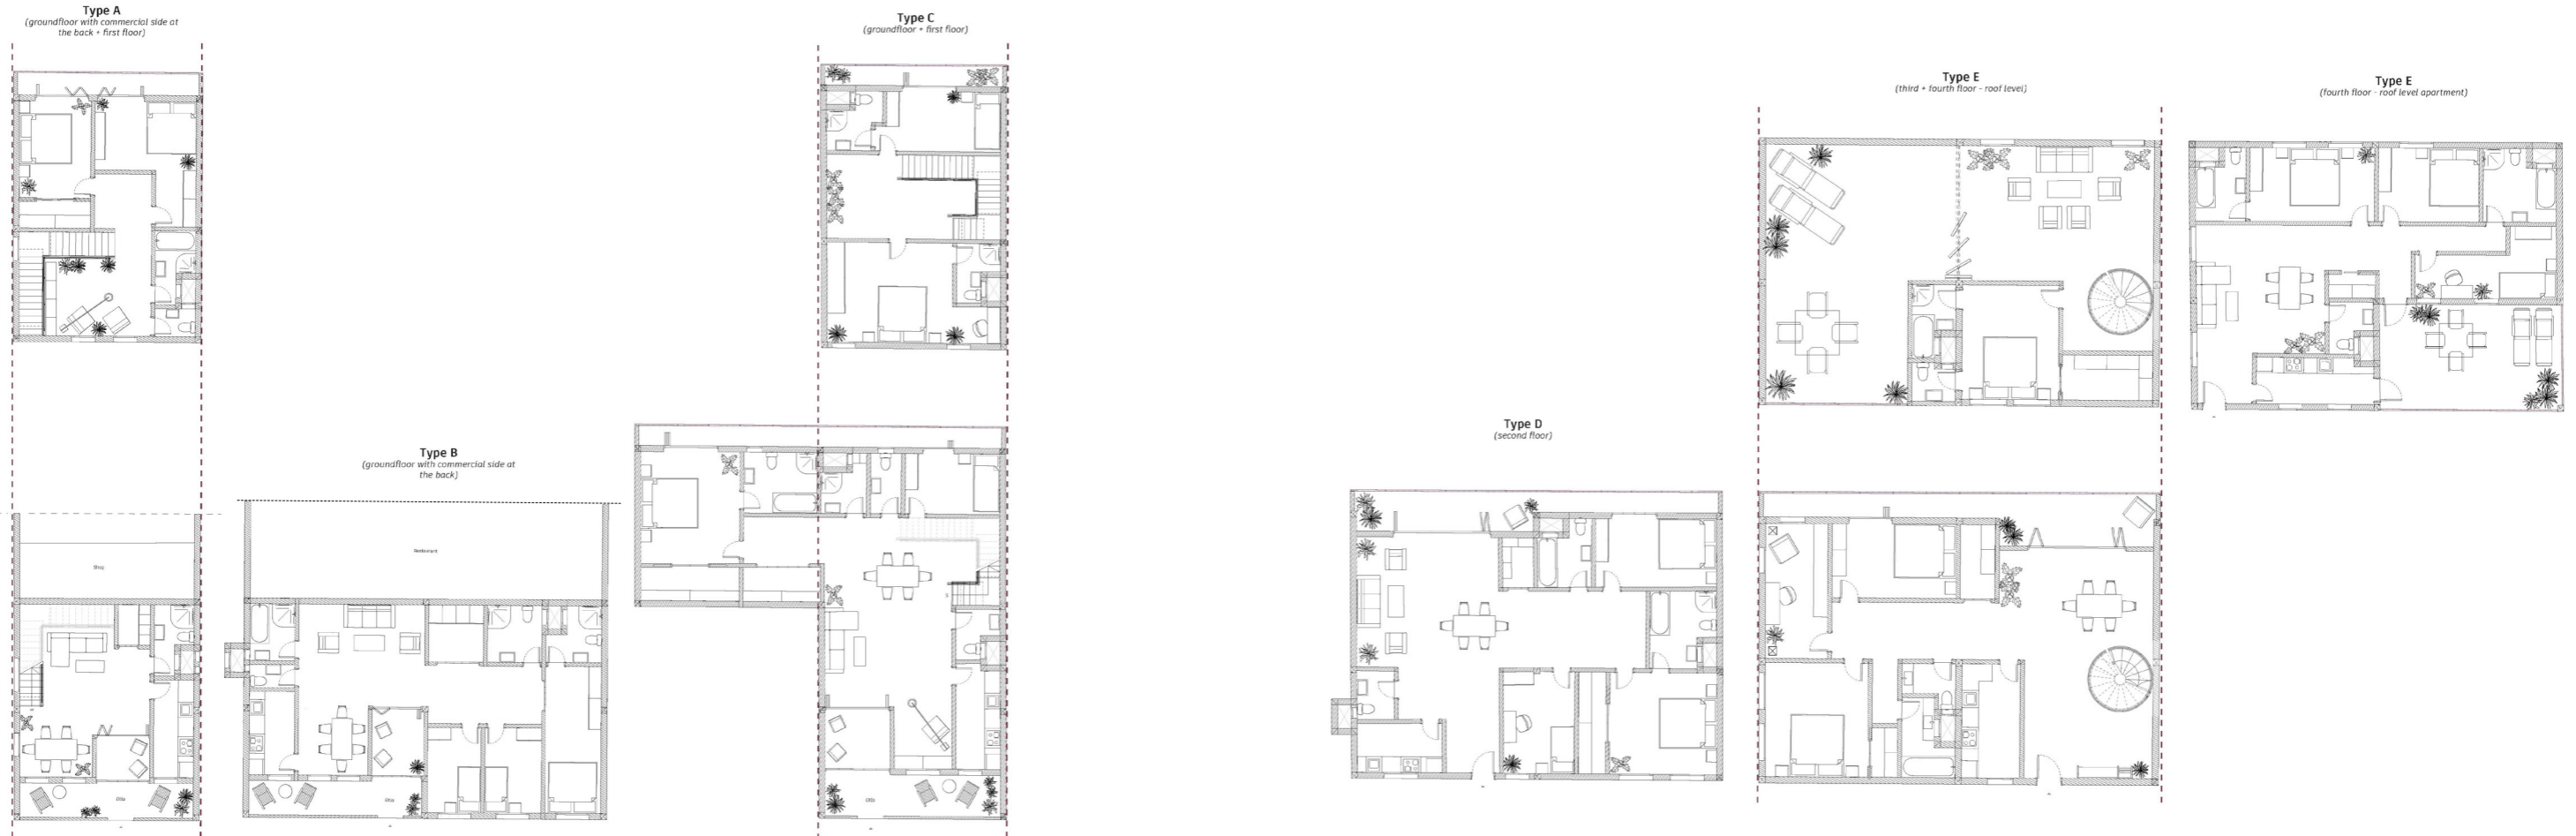 Type A
(groundfloor with commercial side at
the back + first floor)
Type C
(groundfloor + first floor)
Type E
(third + fourth floor - roof level)
Type E
(fourth floor - roof level apartment)
Type B
(groundfloor with commercial side at
the back)
Type D
(second floor)
Shop
Restaurant